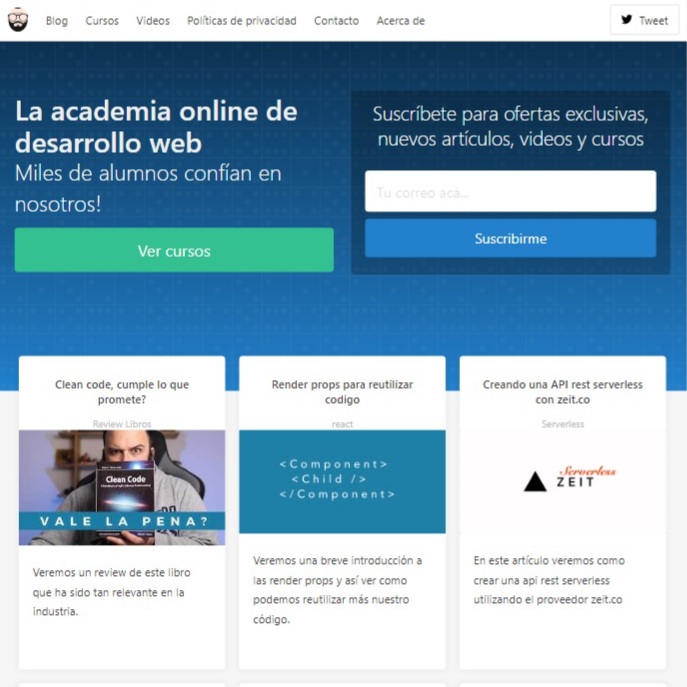 Blog Cursos Videos Políticas de privacidad Contacto Acerca de Tweet
La academia online de
desarrollo web
Miles de alumnos confían en
nosotros!
Ver cursos
Suscríbete para ofertas exclusivas,
nuevos artículos, videos y cursos
Tu correo acá...
Suscribirme
Clean code, cumple lo que
promete?
Review Libros
Clean Code
VALE LA PENA?
Veremos un review de este libro
que ha sido tan relevante en la
industria.
Render props para reutilizar
codigo
react
<Component>
<Child />
</Component>
Veremos una breve introducción a
las render props y así ver como
podemos reutilizar más nuestro
código.
Creando una API rest serverless
con zeit.co
Serverless
Serverless
ZEIT
En este artículo veremos como
crear una api rest serverless
utilizando el proveedor zeit.co